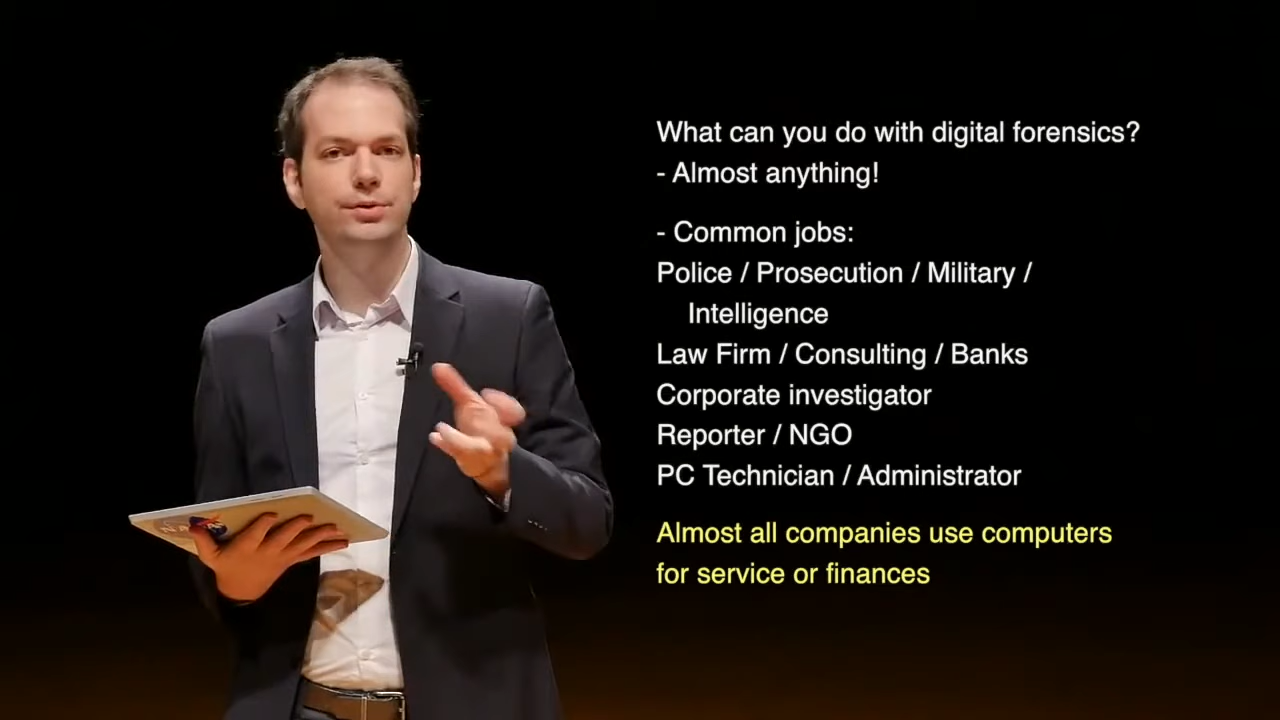 What can you do with digital forensics?
- Almost anything!
- Common jobs:
Police / Prosecution / Military /
Intelligence
Law Firm / Consulting / Banks
Corporate investigator
Reporter / NGO
PC Technician / Administrator
Almost all companies use computers
for service or finances